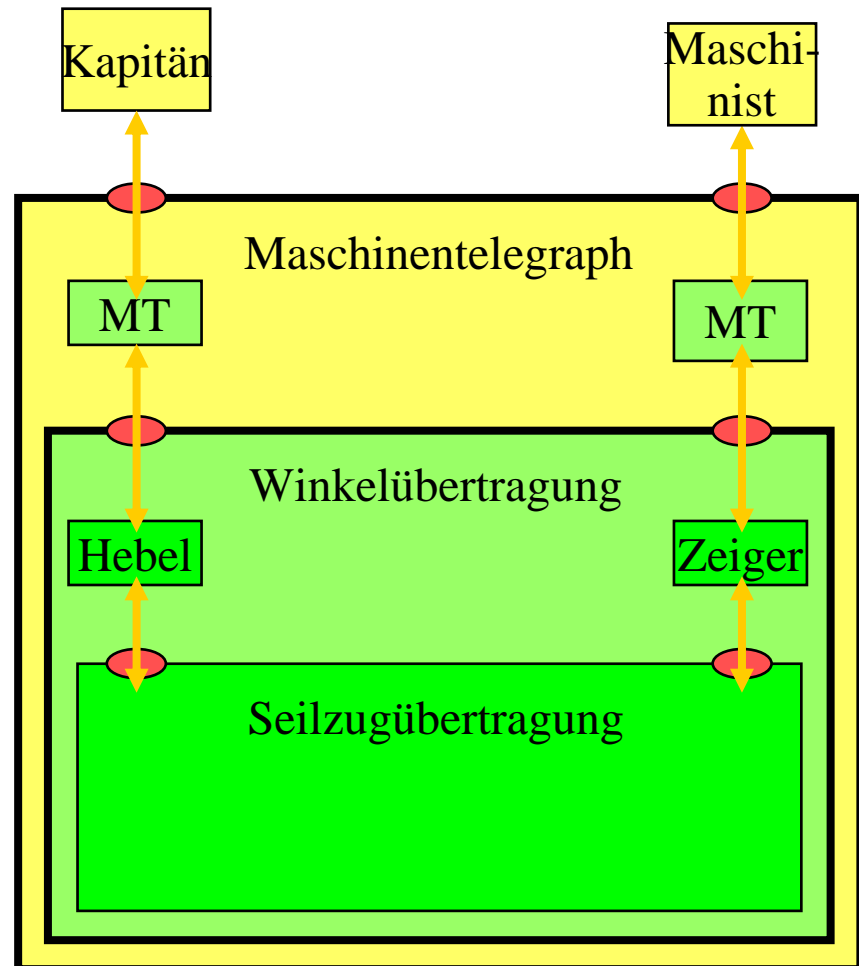 Kapitän
Maschi-
nist
Maschinentelegraph
MT
MT
Winkelübertragung
Hebel
Zeiger
Seilzugübertragung